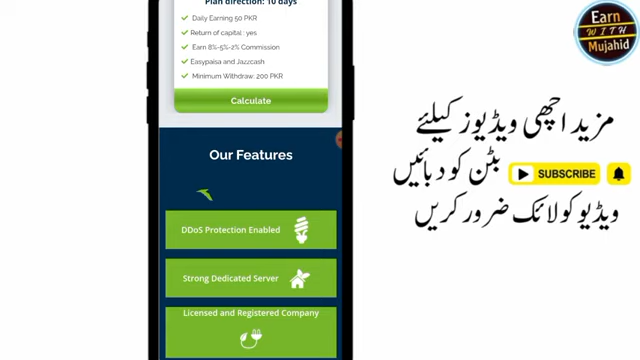 Plan direction: 10 days
Daily Earning 50 PKR
Return of capital : yes
Earn 8%-5%-2% Commission
Easypaisa and Jazzcash
Minimum Withdraw: 200 PKR
Calculate
Our Features
DDoS Protection Enabled
Strong Dedicated Server
Licensed and Registered Company
Earn
WITH
Mujahid
مزید اچھی ویڈیوز کیلئے
SUBSCRIBE بٹن کو دبائیں
ویڈیو کو لائک ضرور کریں